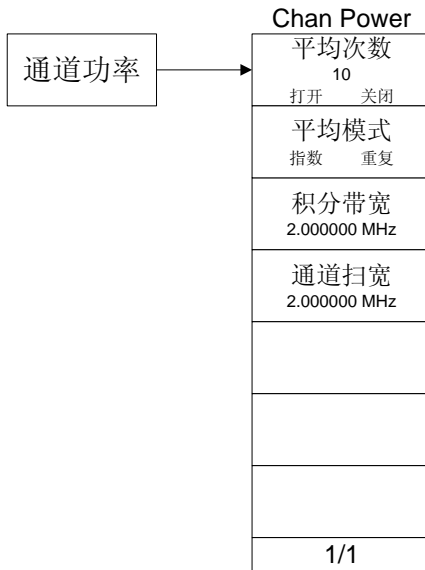 Chan Power
通道功率
平均次数
10
打开 关闭
平均模式
指数 重复
积分带宽
2.000000 MHz
通道扫宽
2.000000 MHz
1/1